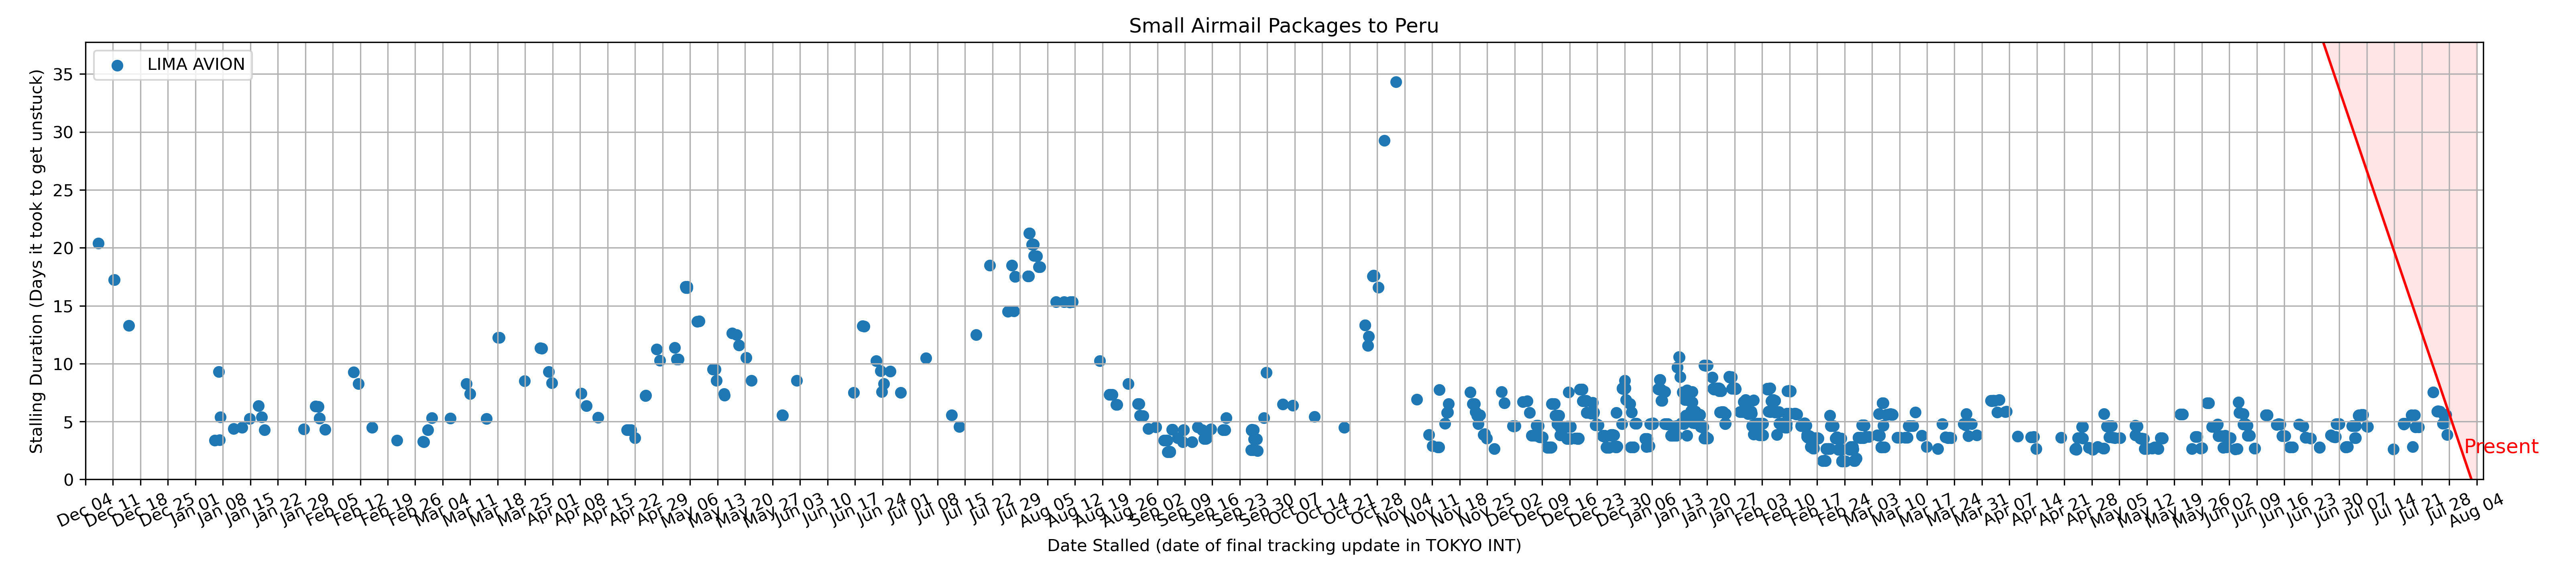 Small Airmail Packages to Peru
LIMA AVION
Stalling Duration (Days it took to get unstuck)
35
30
25
20
15
10
5
0
Present
Dec 04
Dec 11
Dec 18
Dec 25
Jan 01
Jan 08
Jan 15
Jan 22
Jan 29
Feb 05
Feb 12
Feb 19
Feb 26
Mar 04
Mar 11
Mar 18
Mar 25
Apr 01
Apr 08
Apr 15
Apr 22
Apr 29
May 06
May 13
May 20
May 27
Jun 03
Jun 10
Jun 17
Jun 24
Jul 01
Jul 08
Jul 15
Jul 22
Jul 29
Aug 05
Aug 12
Aug 19
Aug 26
Sep 02
Sep 09
Sep 16
Sep 23
Sep 30
Oct 07
Oct 14
Oct 21
Oct 28
Nov 04
Nov 11
Nov 18
Nov 25
Dec 02
Dec 09
Dec 16
Dec 23
Dec 30
Jan 06
Jan 13
Jan 20
Jan 27
Feb 03
Feb 10
Feb 17
Feb 24
Mar 03
Mar 10
Mar 17
Mar 24
Mar 31
Apr 07
Apr 14
Apr 21
Apr 28
May 05
May 12
May 19
May 26
Jun 02
Jun 09
Jun 16
Jun 23
Jun 30
Jul 07
Jul 14
Jul 21
Jul 28
Aug 04
Date Stalled (date of final tracking update in TOKYO INT)